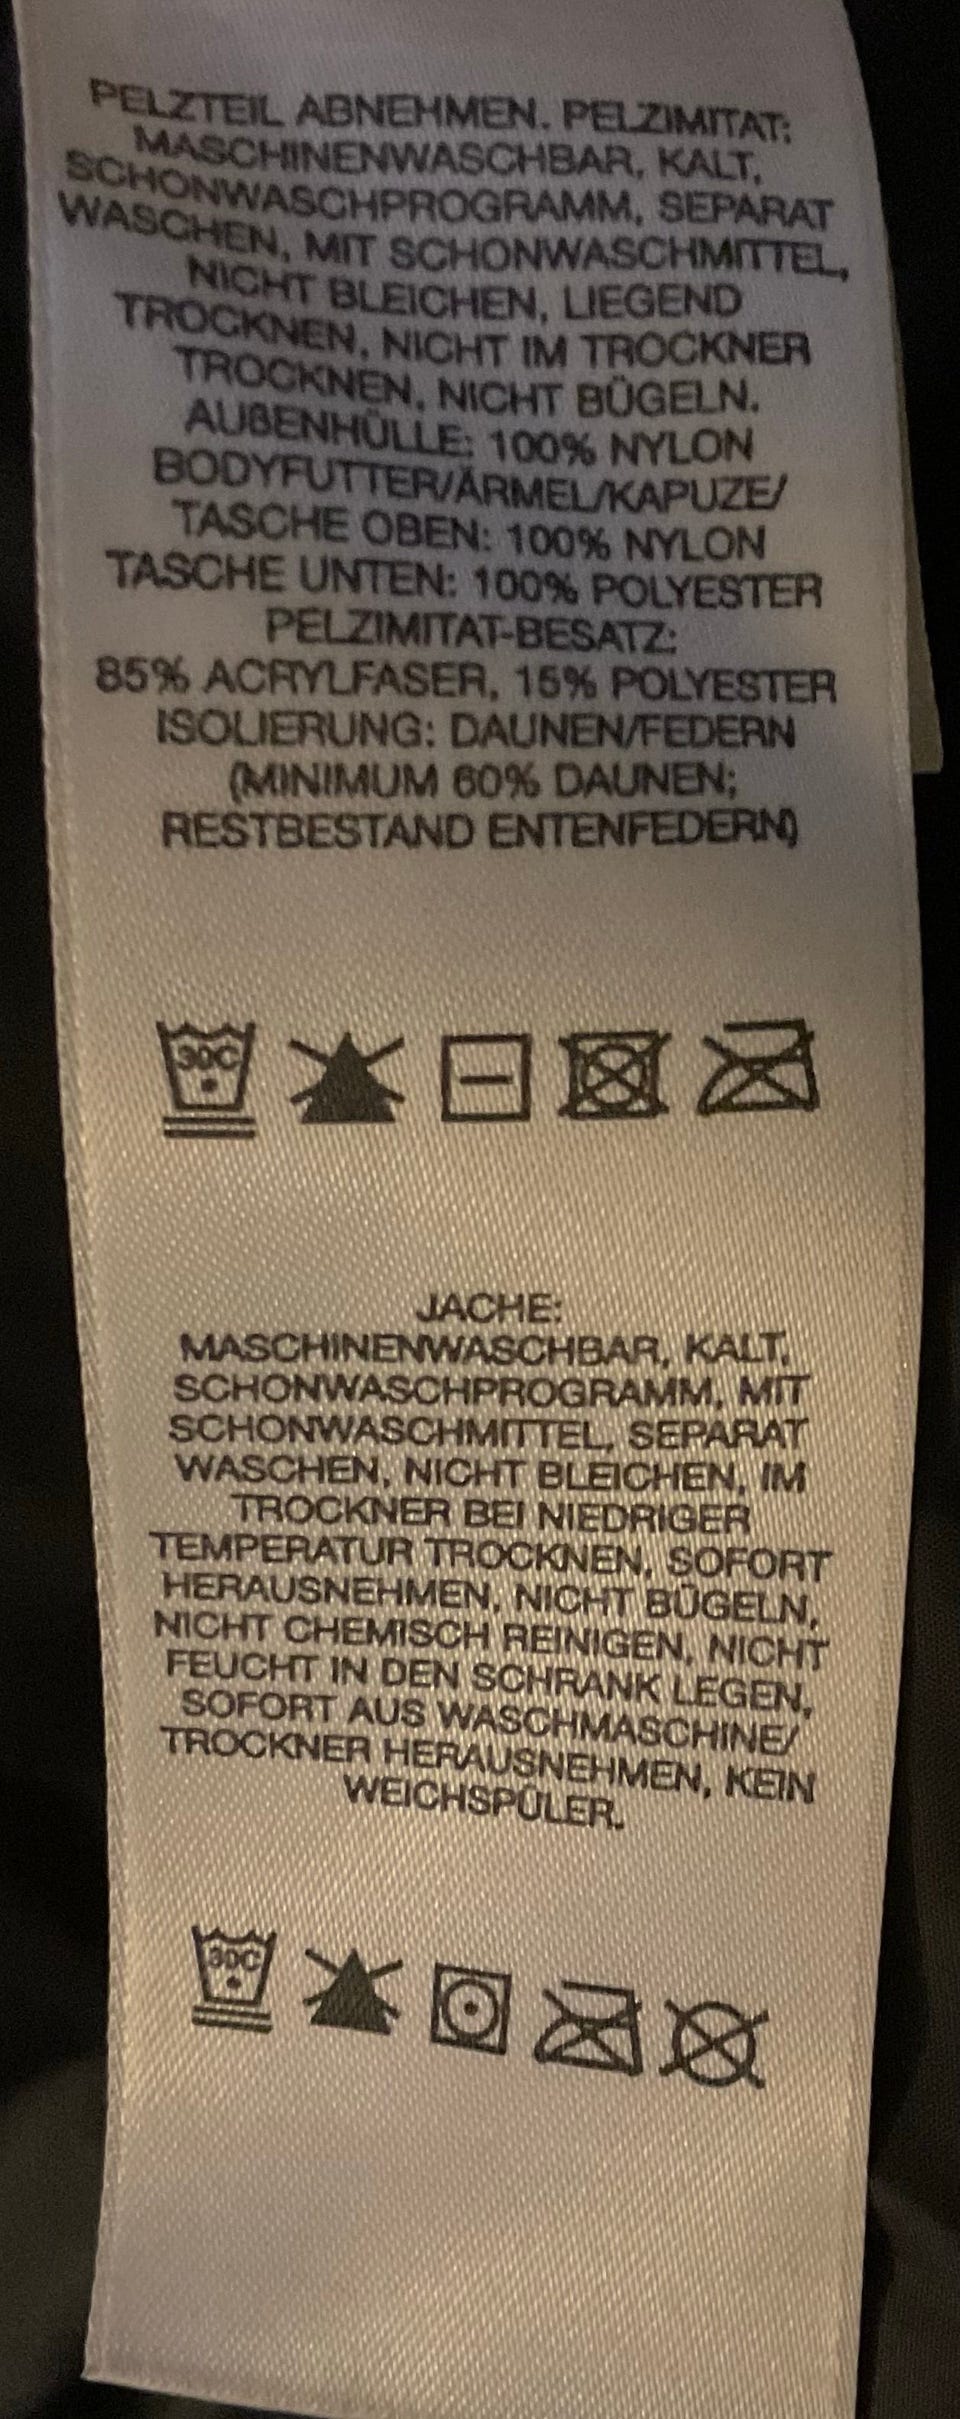 PELZTEIL ABNEHMEN. PELZIMITAT:
MASCHINENWASCHBAR, KALT,
SCHONWASCHPROGRAMM, SEPARAT
WASCHEN, MIT SCHONWASCHMITTEL,
NICHT BLEICHEN, LIEGEND
TROCKNEN, NICHT IM TROCKNER
TROCKNEN, NICHT BÜGELN.
AUßENHÜLLE: 100% NYLON
BODYFUTTER/ÄRMEL/KAPUZE/
TASCHE OBEN: 100% NYLON
TASCHE UNTEN: 100% POLYESTER
PELZIMITAT-BESATZ:
85% ACRYLFASER, 15% POLYESTER
ISOLIERUNG: DAUNEN/FEDERN
(MINIMUM 60% DAUNEN;
RESTBESTAND ENTENFEDERN)
30C
JACHE:
MASCHINENWASCHBAR, KALT,
SCHONWASCHPROGRAMM, MIT
SCHONWASCHMITTEL, SEPARAT
WASCHEN, NICHT BLEICHEN, IM
TROCKNER BEI NIEDRIGER
TEMPERATUR TROCKNEN, SOFORT
HERAUSNEHMEN, NICHT BÜGELN,
NICHT CHEMISCH REINIGEN, NICHT
FEUCHT IN DEN SCHRANK LEGEN,
SOFORT AUS WASCHMASCHINE/
TROCKNER HERAUSNEHMEN, KEIN
WEICHSPÜLER.
30C